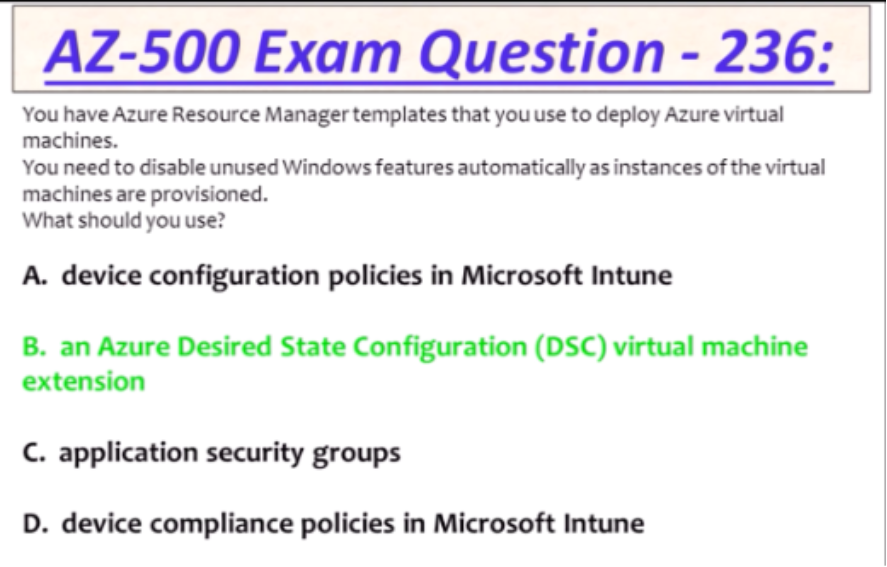 AZ-500 Exam Question - 236:
You have Azure Resource Manager templates that you use to deploy Azure virtual
machines.
You need to disable unused Windows features automatically as instances of the virtual
machines are provisioned.
What should you use?
A. device configuration policies in Microsoft Intune
B. an Azure Desired State Configuration (DSC) virtual machine
extension
C. application security groups
D. device compliance policies in Microsoft Intune